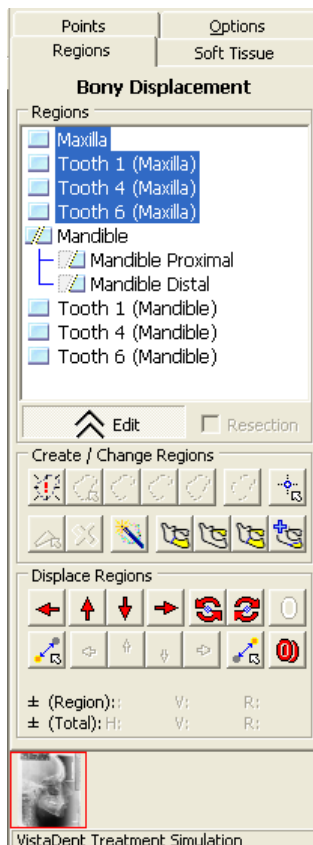 Points Options
Regions Soft Tissue
Bony Displacement
Regions
Maxilla
Tooth 1 (Maxilla)
Tooth 4 (Maxilla)
Tooth 6 (Maxilla)
Mandible
Mandible Proximal
Mandible Distal
Tooth 1 (Mandible)
Tooth 4 (Mandible)
Tooth 6 (Mandible)
Edit Resection
Create / Change Regions
Displace Regions
0
0
± (Region): V: R:
± (Total): H: V: R:
VistaDent Treatment Simulation